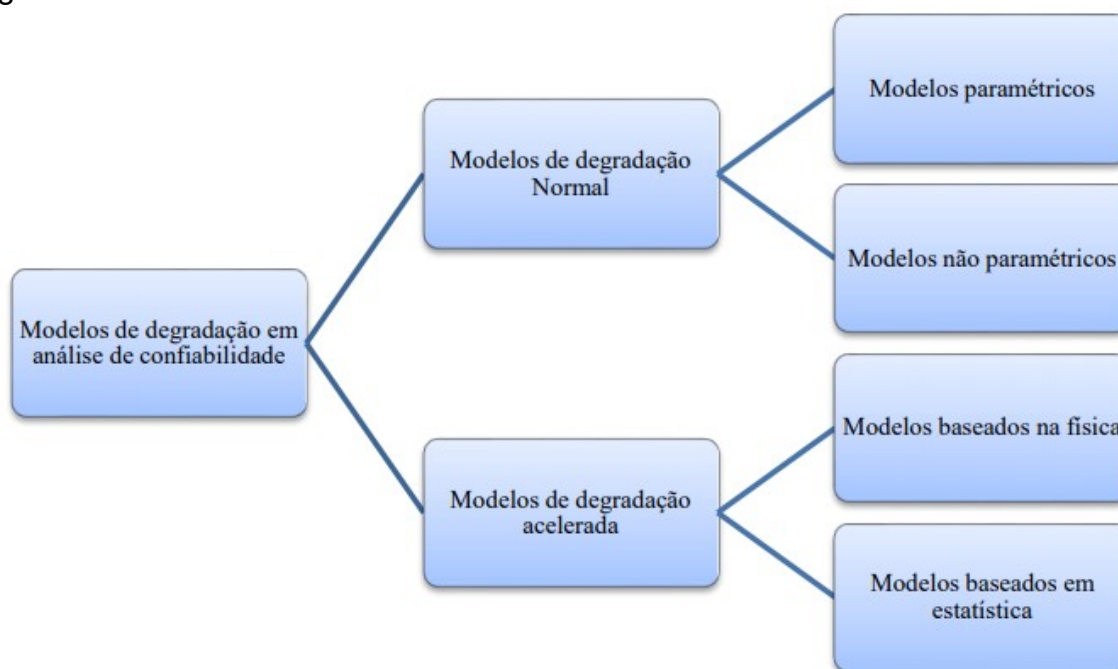 Modelos paramétricos
Modelos de degradação
Normal
Modelos não paramétricos
Modelos de degradação em
análise de confiabilidade
Modelos baseados na física
Modelos de degradação
acelerada
Modelos baseados em
estatística